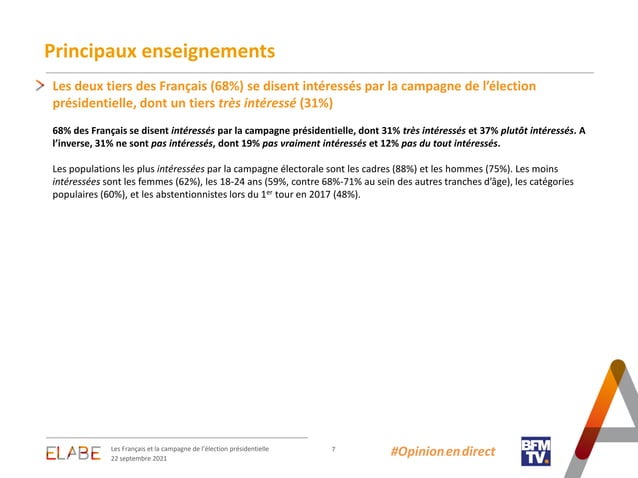 Principaux enseignements
Les deux tiers des Français (68%) se disent intéressés par la campagne de l’élection
présidentielle, dont un tiers très intéressé (31%)
68% des Français se disent intéressés par la campagne présidentielle, dont 31% très intéressés et 37% plutôt intéressés. A
l’inverse, 31% ne sont pas intéressés, dont 19% pas vraiment intéressés et 12% pas du tout intéressés.
Les populations les plus intéressées par la campagne électorale sont les cadres (88%) et les hommes (75%). Les moins
intéressées sont les femmes (62%), les 18-24 ans (59%, contre 68%-71% au sein des autres tranches d’âge), les catégories
populaires (60%), et les abstentionnistes lors du 1er tour en 2017 (48%).
ELABE
Les Français et la campagne de l’élection présidentielle
22 septembre 2021
7
#Opinionendirect
BFM
TV.